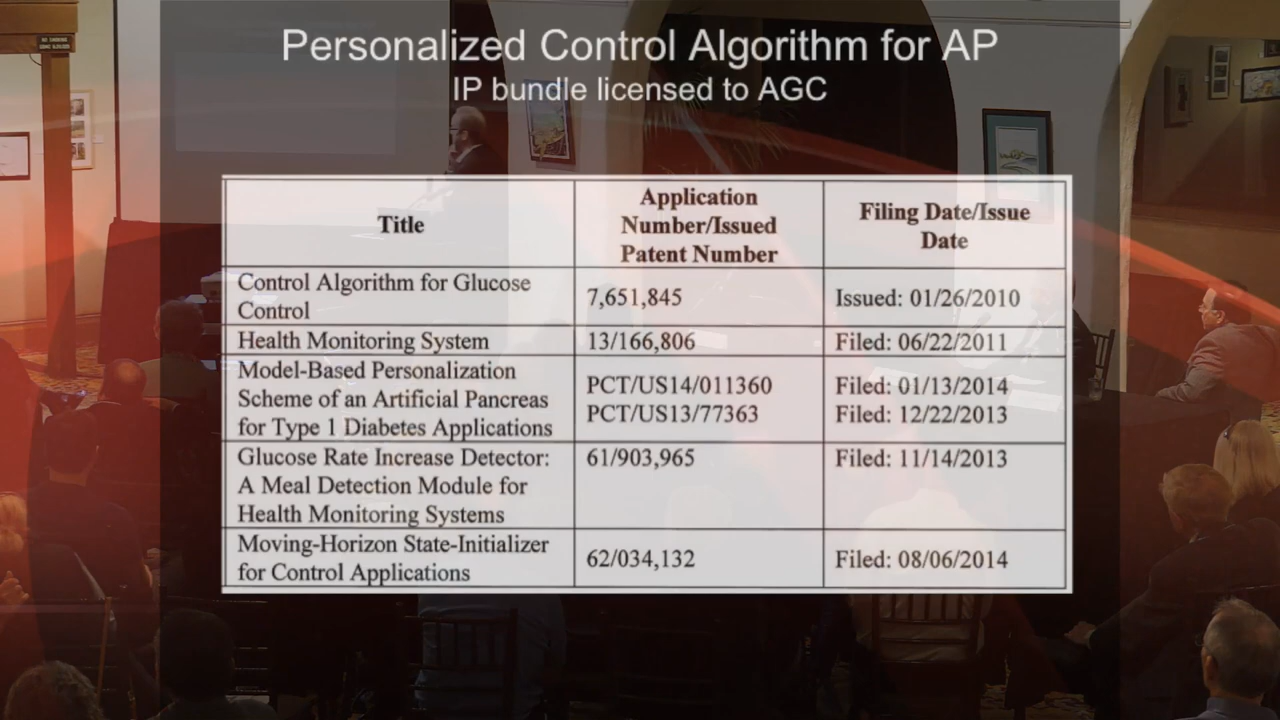 Personalized Control Algorithm for AP
IP bundle licensed to AGC
Title
Application
Number/Issued
Patent Number
Filing Date/Issue
Date
Control Algorithm for Glucose
Control
7,651,845
Issued: 01/26/2010
Health Monitoring System
13/166,806
Filed: 06/22/2011
Model-Based Personalization
Scheme of an Artificial Pancreas
for Type 1 Diabetes Applications
PCT/US14/011360
PCT/US13/77363
Filed: 01/13/2014
Filed: 12/22/2013
Glucose Rate Increase Detector:
A Meal Detection Module for
Health Monitoring Systems
61/903,965
Filed: 11/14/2013
Moving-Horizon State-Initializer
for Control Applications
62/034,132
Filed: 08/06/2014